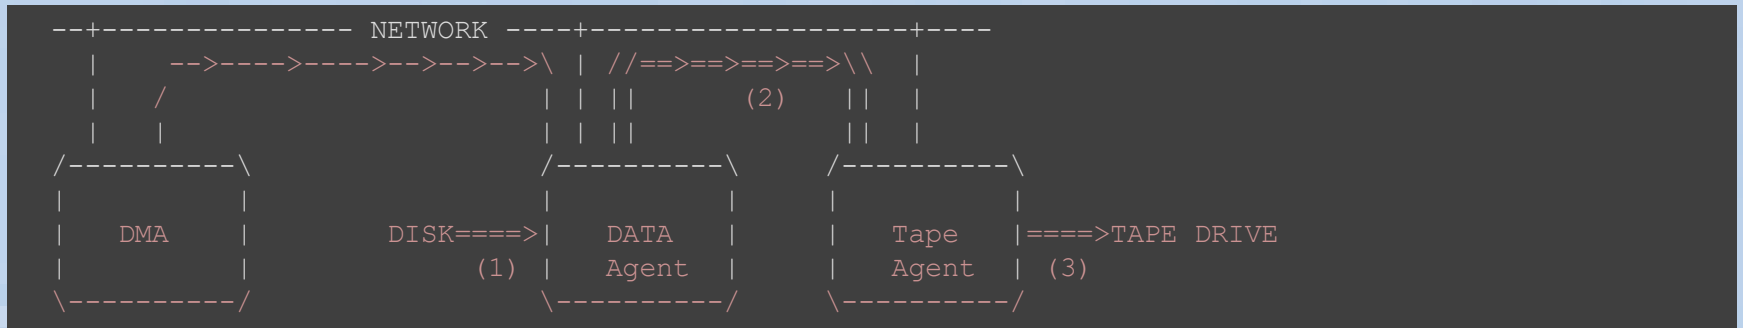 --+--------------- NETWORK ----+-------------------+----
  |    -->---->---->-->-->-->\ | //==>==>==>==>\\  |
  |   /                      | | ||      (2)   ||  |
  |   |                      | | ||            ||  |
/----------\                 /----------\     /----------\
|          |                 |          |     |          |
|   DMA    |        DISK====>|   DATA   |     |   Tape   |====>TAPE DRIVE
|          |             (1) |   Agent  |     |   Agent  | (3)
\----------/                 \----------/     \----------/